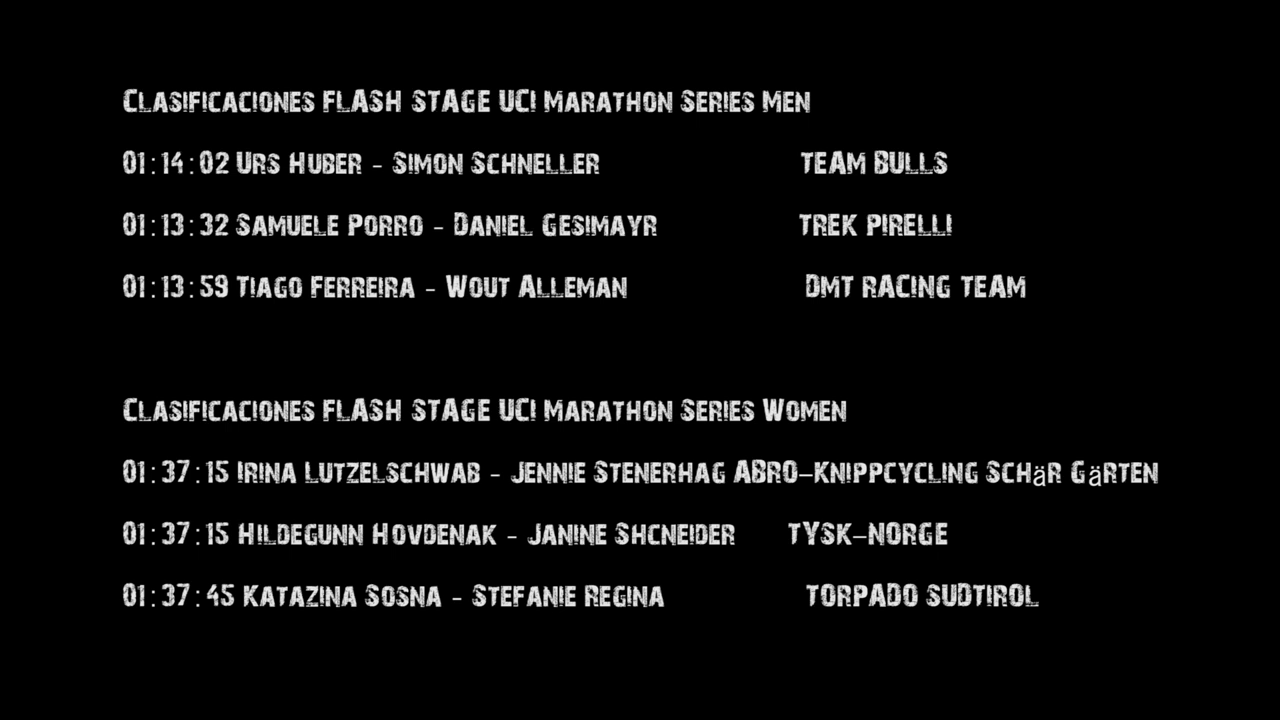 Clasificaciones FLASH STAGE UCI Marathon Series Men
01:14:02 Urs Huber - Simon Schneller TEAM BULLS
01:13:32 Samuele Porro - Daniel Gesimayr TREK PIRELLI
01:13:59 Tiago Ferreira - Wout Alleman DMT RACING TEAM
Clasificaciones FLASH STAGE UCI Marathon Series Women
01:37:15 Irina Lutzelschwab - Jennie Stenerhag ABRO-KNIPPCYCLING SCHäR GäRTEN
01:37:15 Hildegunn Hovdenak - Janine Shcneider TYSK-NORGE
01:37:45 Katazina Sosna - Stefanie Regina TORPADO SUDTIROL